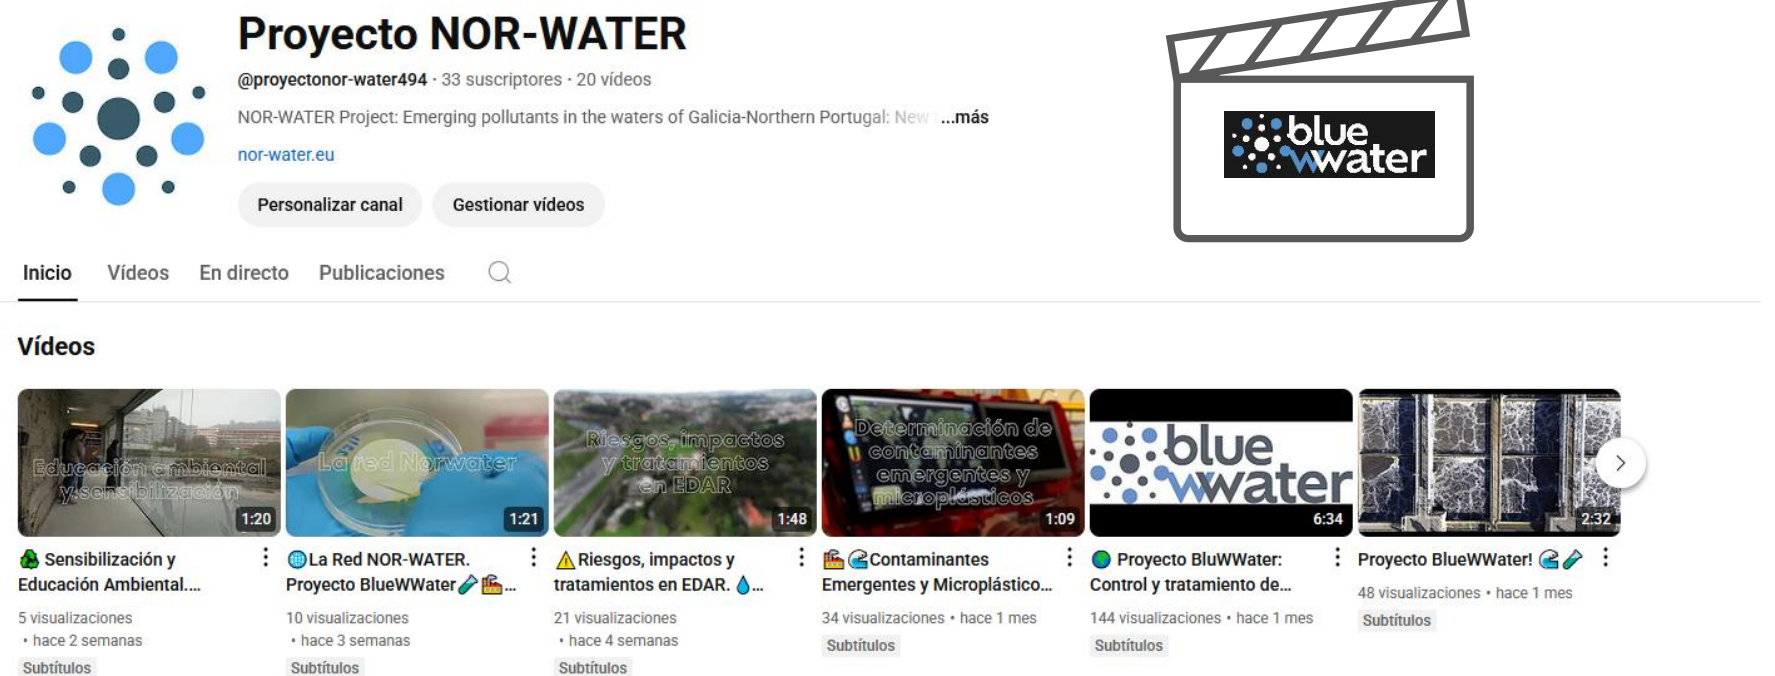 Proyecto NOR-WATER
@proyectonor-water494 · 33 suscriptores · 20 vídeos
NOR-WATER Project: Emerging pollutants in the waters of Galicia-Northern Portugal: New ...más
nor-water.eu
Personalizar canal Gestionar vídeos
blue
wwater
Inicio Vídeos En directo Publicaciones
Vídeos
Educación ambiental
y sensibilización
1:20
La red Norwater
1:21
Riesgos, impactos
y tratamientos
en EDAR
1:48
Determinación de
contaminantes
emergentes y
microplásticos
1:09
blue
wwater
6:34
2:32
Sensibilización y
Educación Ambiental....
5 visualizaciones
• hace 2 semanas
Subtítulos
La Red NOR-WATER.
Proyecto BlueWWater...
10 visualizaciones
• hace 3 semanas
Subtítulos
Riesgos, impactos y
tratamientos en EDAR. ...
21 visualizaciones
• hace 4 semanas
Subtítulos
Contaminantes
Emergentes y Microplástico...
34 visualizaciones • hace 1 mes
Subtítulos
Proyecto BluWWater:
Control y tratamiento de...
144 visualizaciones • hace 1 mes
Subtítulos
Proyecto BlueWWater!
48 visualizaciones • hace 1 mes
Subtítulos